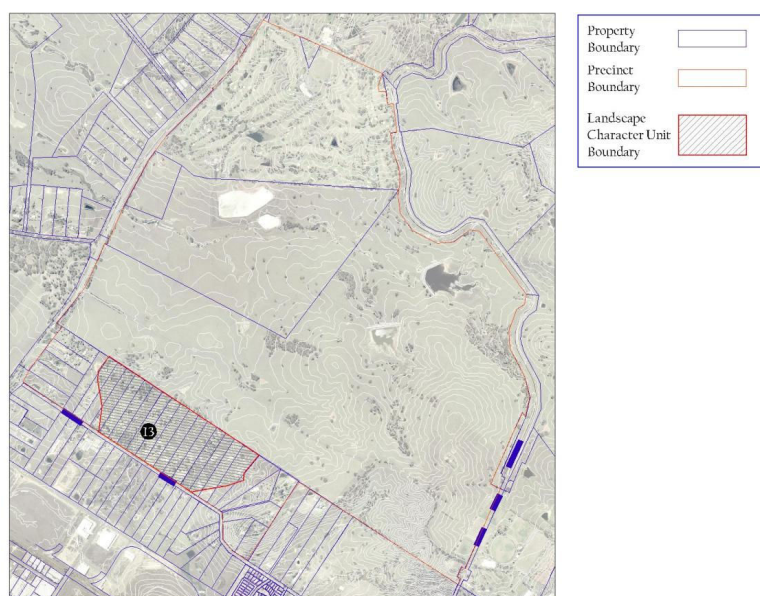 Property
Boundary
Precinct
Boundary
Landscape
Character Unit
Boundary
13